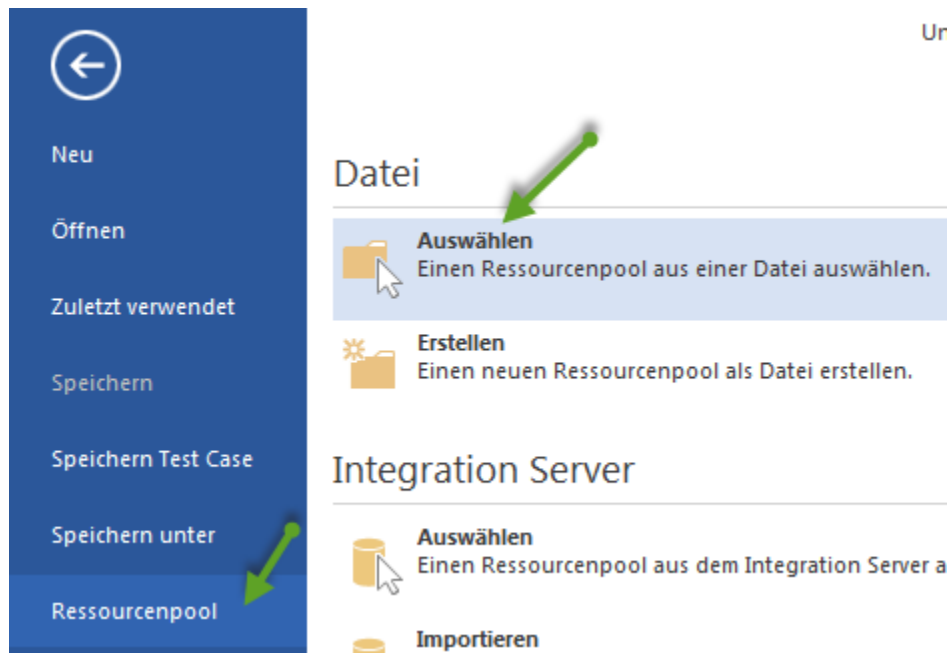 Neu
Öffnen
Zuletzt verwendet
Speichern
Speichern Test Case
Speichern unter
Ressourcenpool
Datei
Auswählen
Einen Ressourcenpool aus einer Datei auswählen.
Erstellen
Einen neuen Ressourcenpool als Datei erstellen.
Integration Server
Auswählen
Einen Ressourcenpool aus dem Integration Server a
Importieren